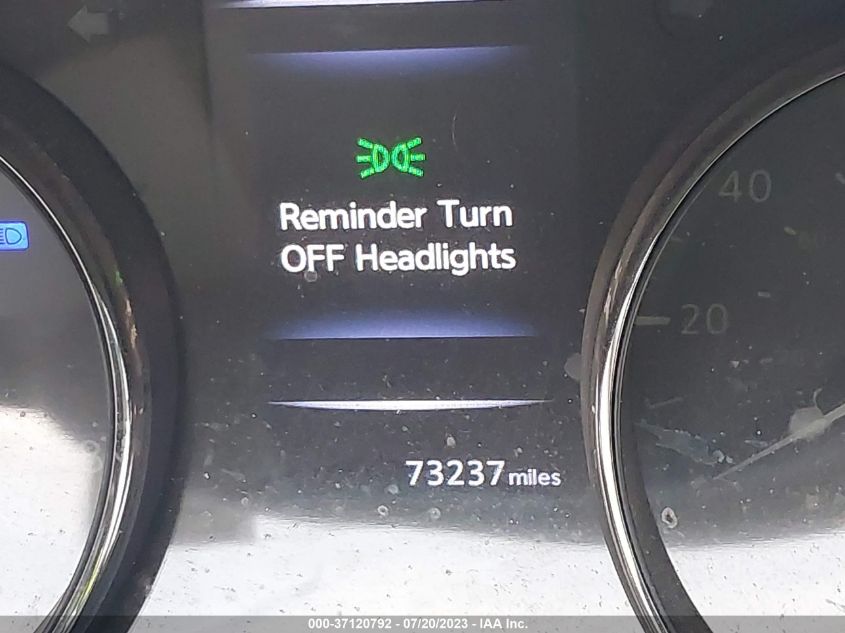 40
Reminder Turn
OFF Headlights
20
73237 miles
000-37120792 - 07/20/2023 - IAA Inc.